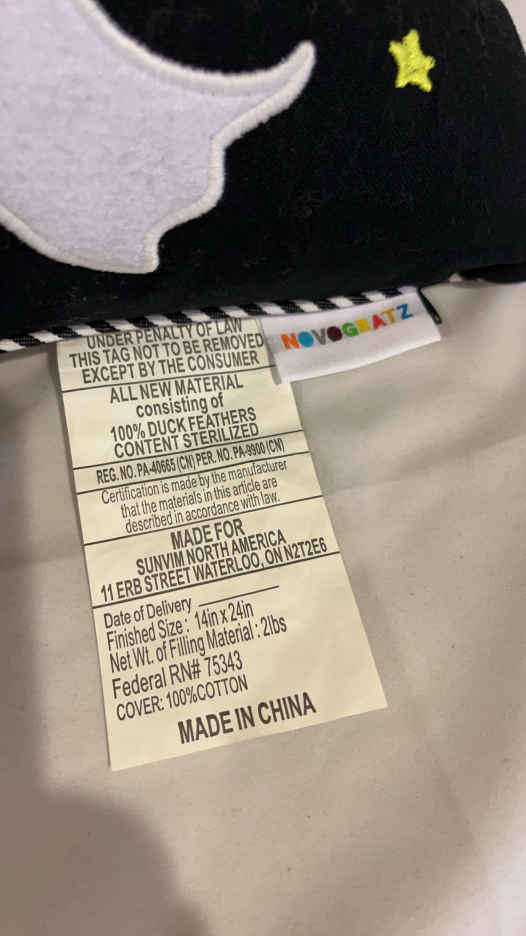 NOVOGRATZ
UNDER PENALTY OF LAW
THIS TAG NOT TO BE REMOVED
EXCEPT BY THE CONSUMER
ALL NEW MATERIAL
consisting of
100% DUCK FEATHERS
CONTENT STERILIZED
REG. NO. PA-40665 (CN) PER. NO. PA-9900 (CN)
Certification is made by the manufacturer
that the materials in this article are
described in accordance with law.
MADE FOR
SUNVIM NORTH AMERICA
11 ERB STREET WATERLOO, ON N2T2E6
Date of Delivery
Finished Size : 14in x 24in
Net Wt. of Filling Material : 2lbs
Federal RN# 75343
COVER: 100%COTTON
MADE IN CHINA